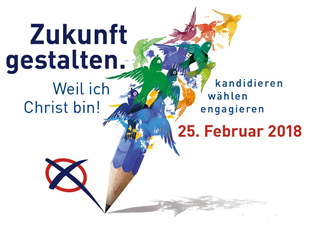 Zukunft
gestalten.
Weil ich
Christ bin!
kandidieren
wählen
engagieren
25. Februar 2018